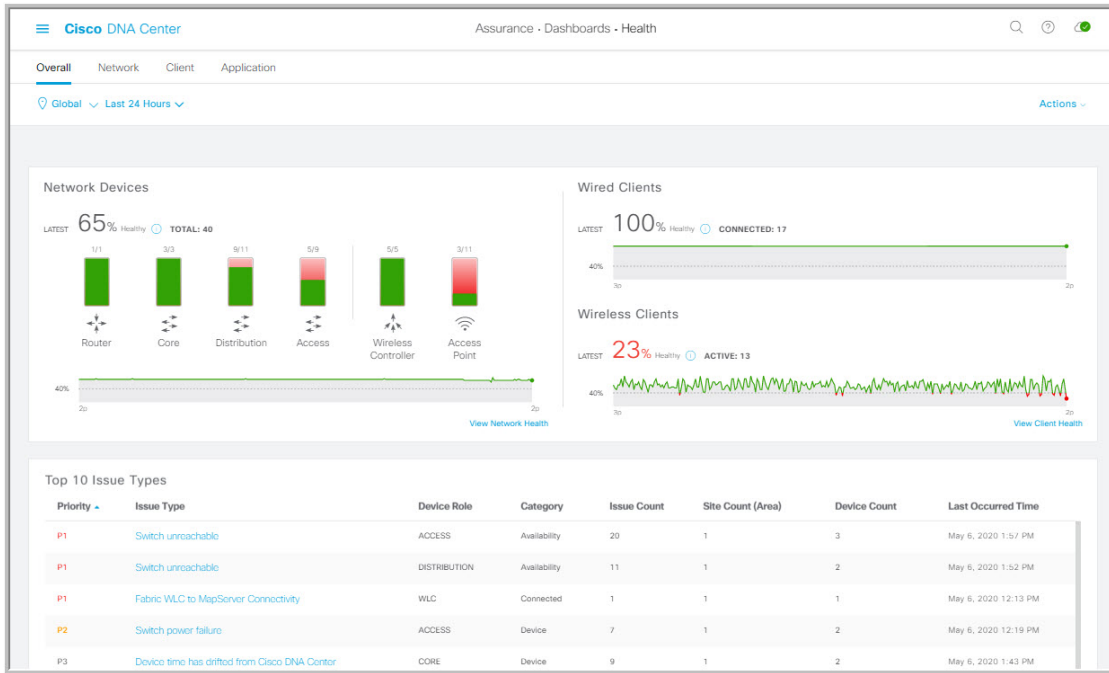 Cisco DNA Center
Assurance · Dashboards · Health
Overall Network Client Application
Global Last 24 Hours
Actions
Network Devices
LATEST 65% Healthy TOTAL: 40
1/1 3/3 9/11 5/9 5/5 3/11
Router Core Distribution Access Wireless Controller Access Point
40%
2p 2p
View Network Health
Wired Clients
LATEST 100% Healthy CONNECTED: 17
40%
3p 2p
Wireless Clients
LATEST 23% Healthy ACTIVE: 13
40%
3p 2p
View Client Health
Top 10 Issue Types
Priority Issue Type Device Role Category Issue Count Site Count (Area) Device Count Last Occurred Time
P1 Switch unreachable ACCESS Availability 20 1 3 May 6, 2020 1:57 PM
P1 Switch unreachable DISTRIBUTION Availability 11 1 2 May 6, 2020 1:52 PM
P1 Fabric WLC to MapServer Connectivity WLC Connected 1 1 1 May 6, 2020 12:13 PM
P2 Switch power failure ACCESS Device 7 1 2 May 6, 2020 12:19 PM
P3 Device time has drifted from Cisco DNA Center CORE Device 9 1 2 May 6, 2020 1:43 PM